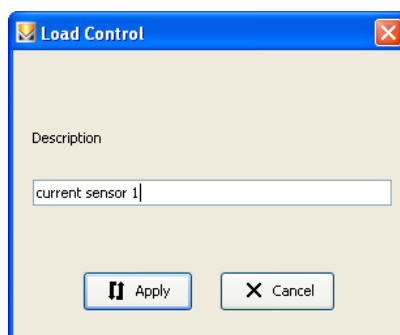 Load Control
Description
current sensor 1
Apply
Cancel